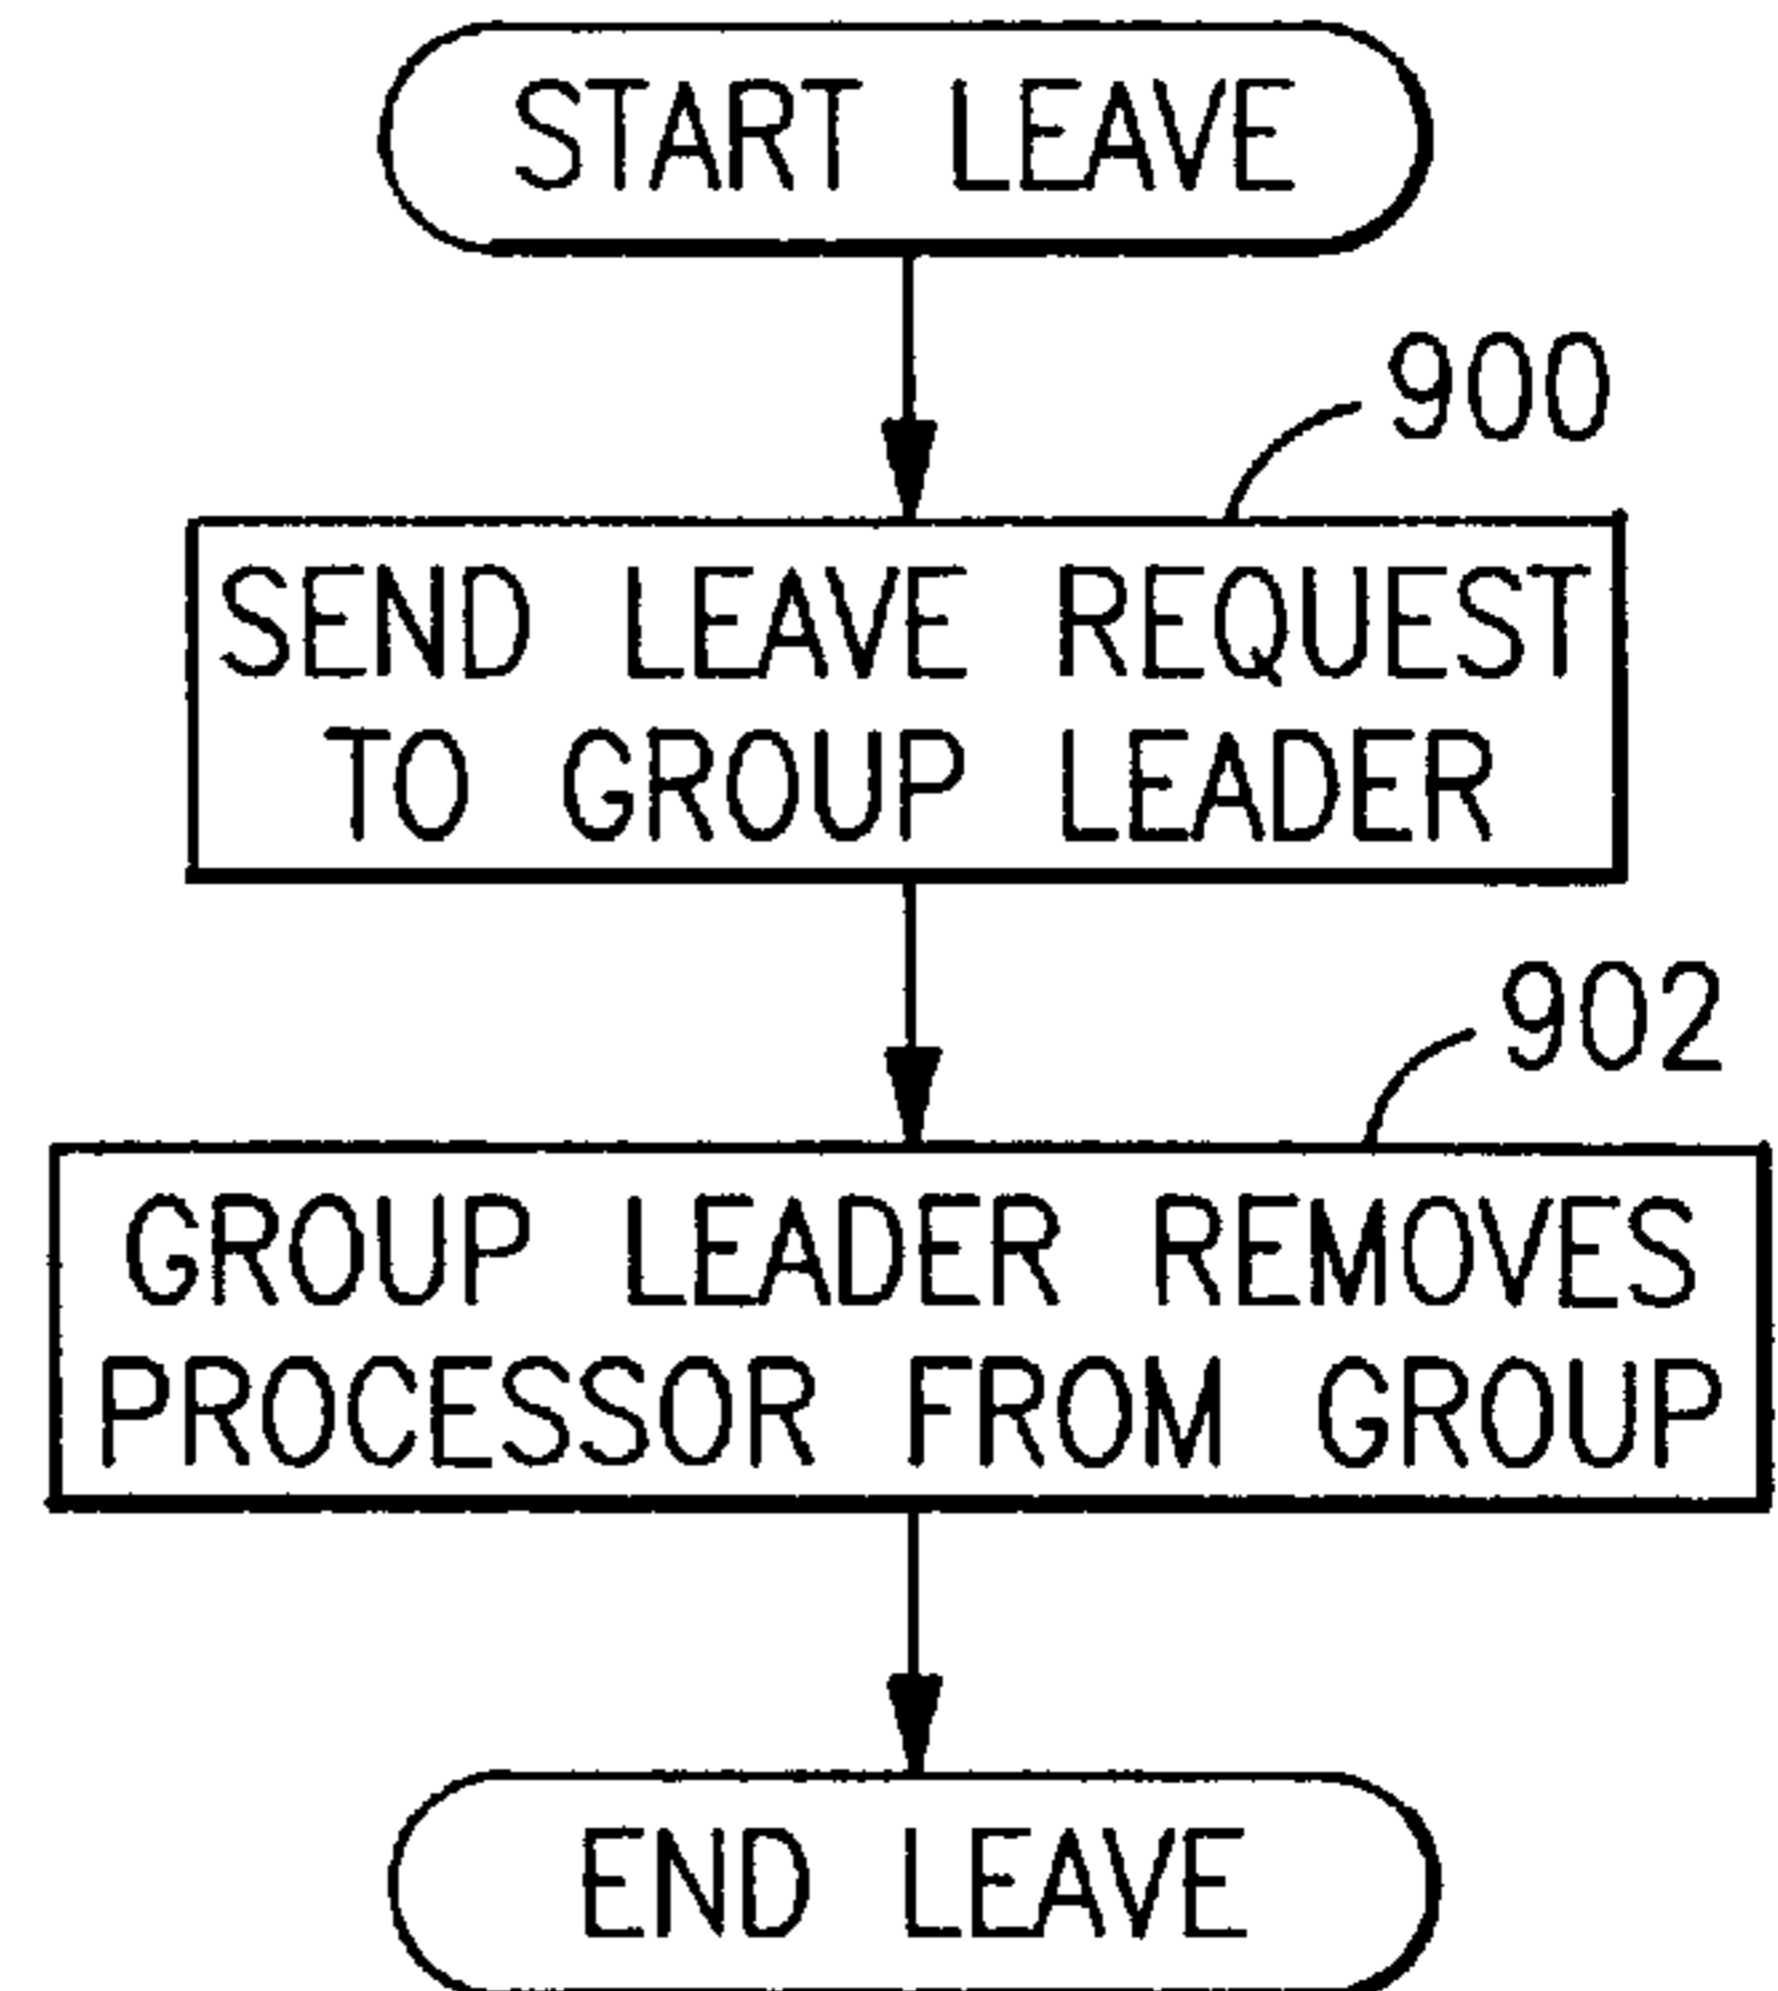 START LEAVE
900
SEND LEAVE REQUEST
TO GROUP LEADER
902
GROUP LEADER REMOVES
PROCESSOR FROM GROUP
END LEAVE